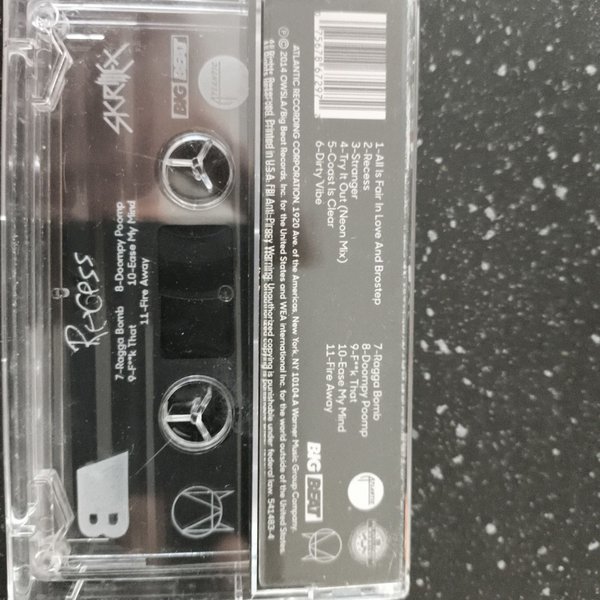 1-All Is Fair In Love And Brostep
2-Recess
3-Stranger
4-Try It Out (Neon Mix)
5-Coast Is Clear
6-Dirty Vibe
7-Ragga Bomb
8-Doompy Poomp
9-F**k That
10-Ease My Mind
11-Fire Away
BIG BEAT
ATLANTIC
ATLANTIC RECORDING CORPORATION, 1920 Ave. of the Americas, New York, NY 10104. A Warner Music Group Company.
℗© 2014 OWSLA/Big Beat Records, Inc. for the United States and WEA International Inc. for the world outside of the United States.
All Rights Reserved. Printed in U.S.A. FBI Anti-Piracy Warning: Unauthorized copying is punishable under federal law. 541483-4
ATLANTIC
BIG BEAT
SKRILLEX
Recess
7-Ragga Bomb 8-Doompy Poomp
9-F**k That 10-Ease My Mind
11-Fire Away
B